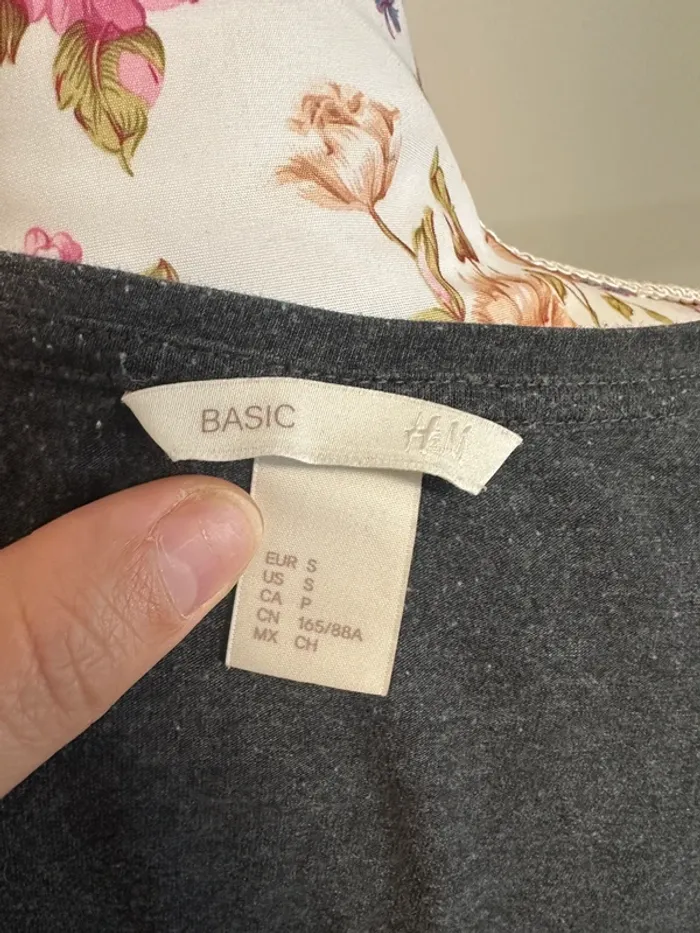 BASIC H&M
EUR S
US S
CA P
CN 165/88A
MX CH